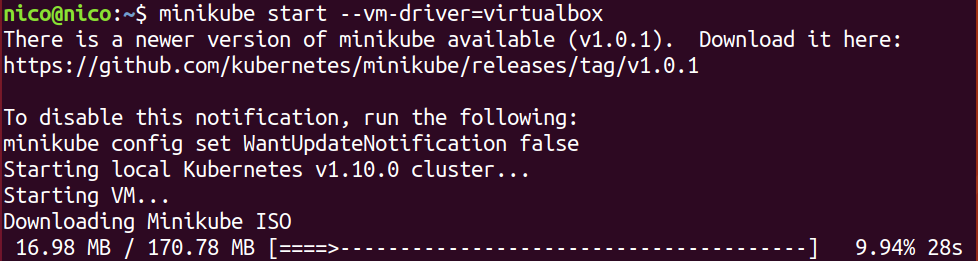 nico@nico:~$ minikube start --vm-driver=virtualbox
There is a newer version of minikube available (v1.0.1).  Download it here:
https://github.com/kubernetes/minikube/releases/tag/v1.0.1

To disable this notification, run the following:
minikube config set WantUpdateNotification false
Starting local Kubernetes v1.10.0 cluster...
Starting VM...
Downloading Minikube ISO
 16.98 MB / 170.78 MB [====>---------------------------------------]   9.94% 28s